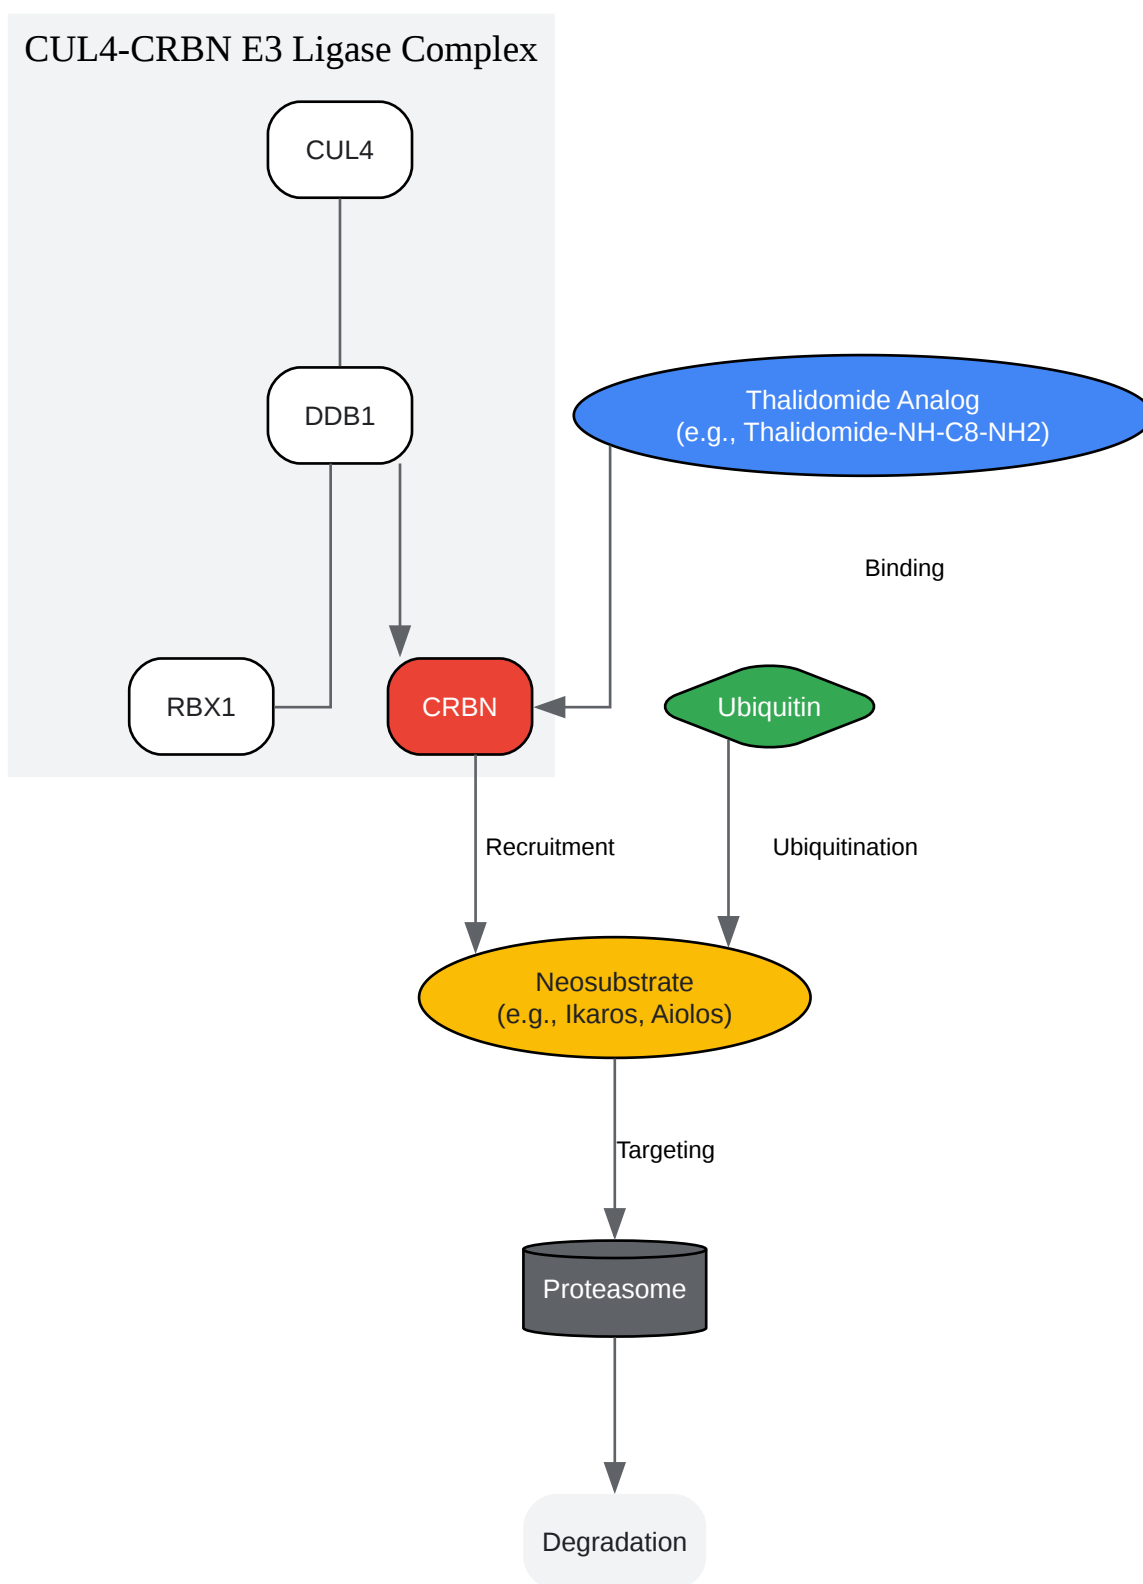 CUL4-CRBN E3 Ligase Complex
CUL4
DDB1
Thalidomide Analog
(e.g., Thalidomide-NH-C8-NH2)
Binding
RBX1
CRBN
Ubiquitin
Recruitment
Ubiquitination
Neosubstrate
(e.g., Ikaros, Aiolos)
Targeting
Proteasome
Degradation